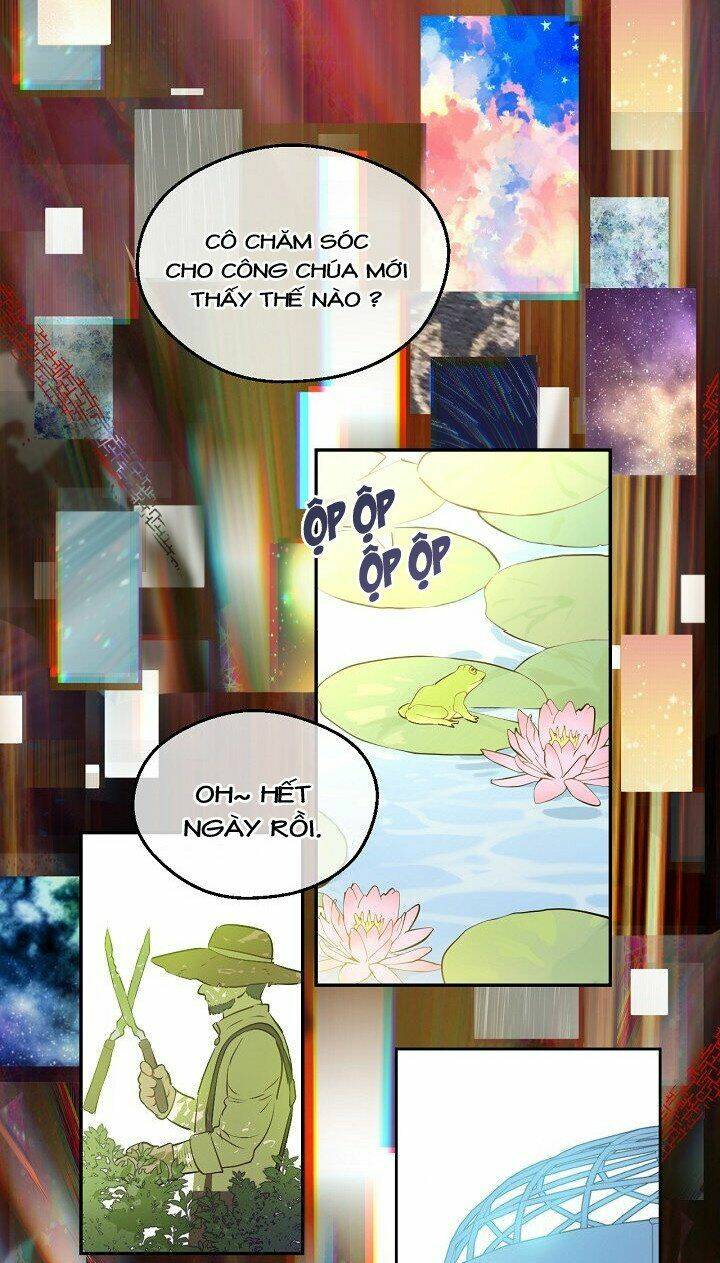 CÔ CHĂM SÓC
CHO CÔNG CHÚA MỚI
THẤY THẾ NÀO ?
ỘP ỘP
ỘP ỘP
OH~ HẾT
NGÀY RỒI.